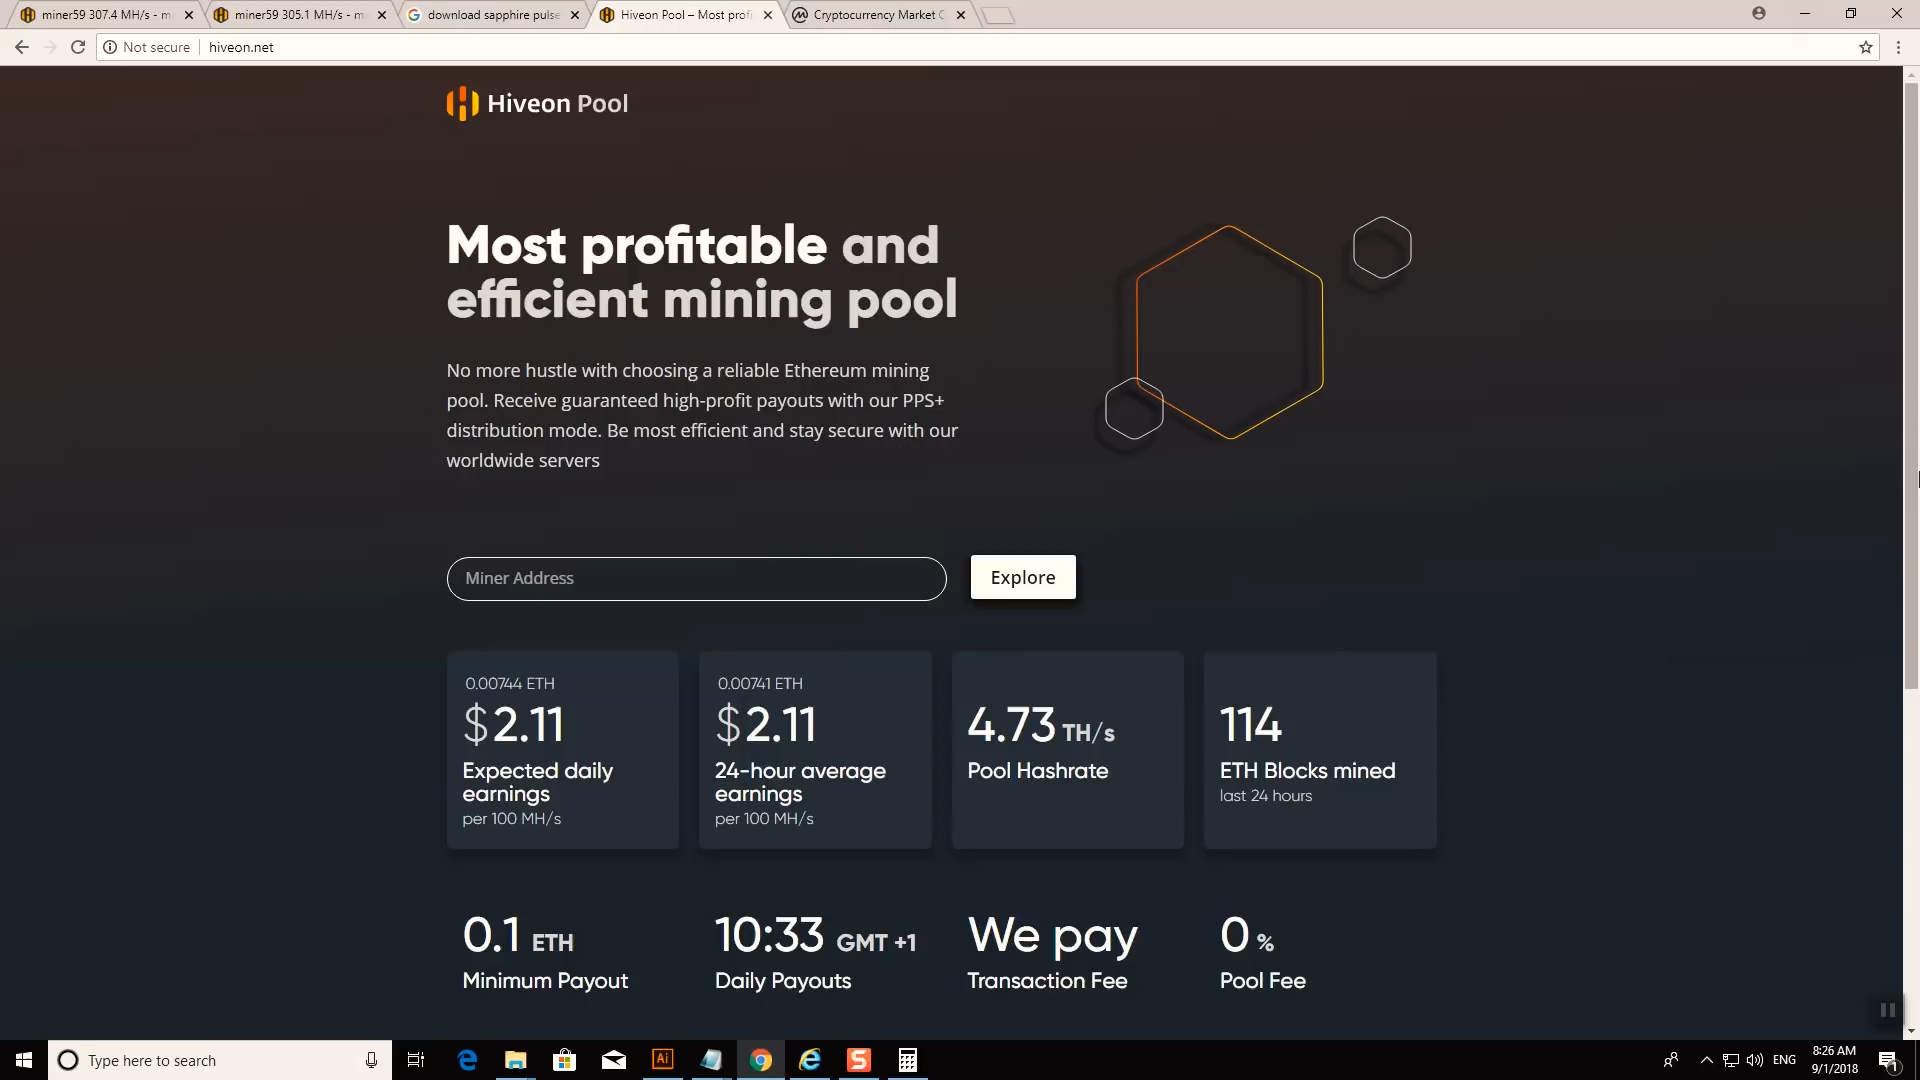 miner59 307.4 MH/s - m
miner59 305.1 MH/s - m
download sapphire pulse
Hiveon Pool – Most profi
Cryptocurrency Market C
Not secure
hiveon.net
Hiveon Pool
Most profitable and
efficient mining pool
No more hustle with choosing a reliable Ethereum mining
pool. Receive guaranteed high-profit payouts with our PPS+
distribution mode. Be most efficient and stay secure with our
worldwide servers
Miner Address
Explore
0.00744 ETH
$2.11
Expected daily
earnings
per 100 MH/s
0.00741 ETH
$2.11
24-hour average
earnings
per 100 MH/s
4.73 TH/s
Pool Hashrate
114
ETH Blocks mined
last 24 hours
0.1 ETH
Minimum Payout
10:33 GMT +1
Daily Payouts
We pay
Transaction Fee
0 %
Pool Fee
Type here to search
Ai
ENG
8:26 AM
9/1/2018
1